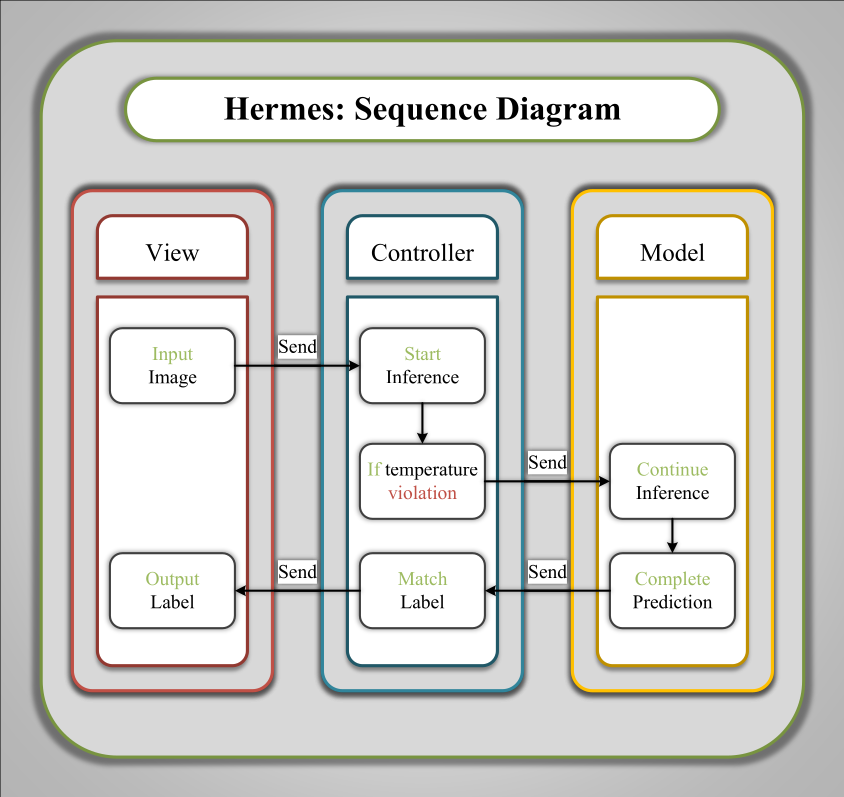 Hermes: Sequence Diagram
View
Controller
Model
Input
Image
Send
Start
Inference
If temperature
violation
Send
Continue
Inference
Output
Label
Send
Match
Label
Send
Complete
Prediction